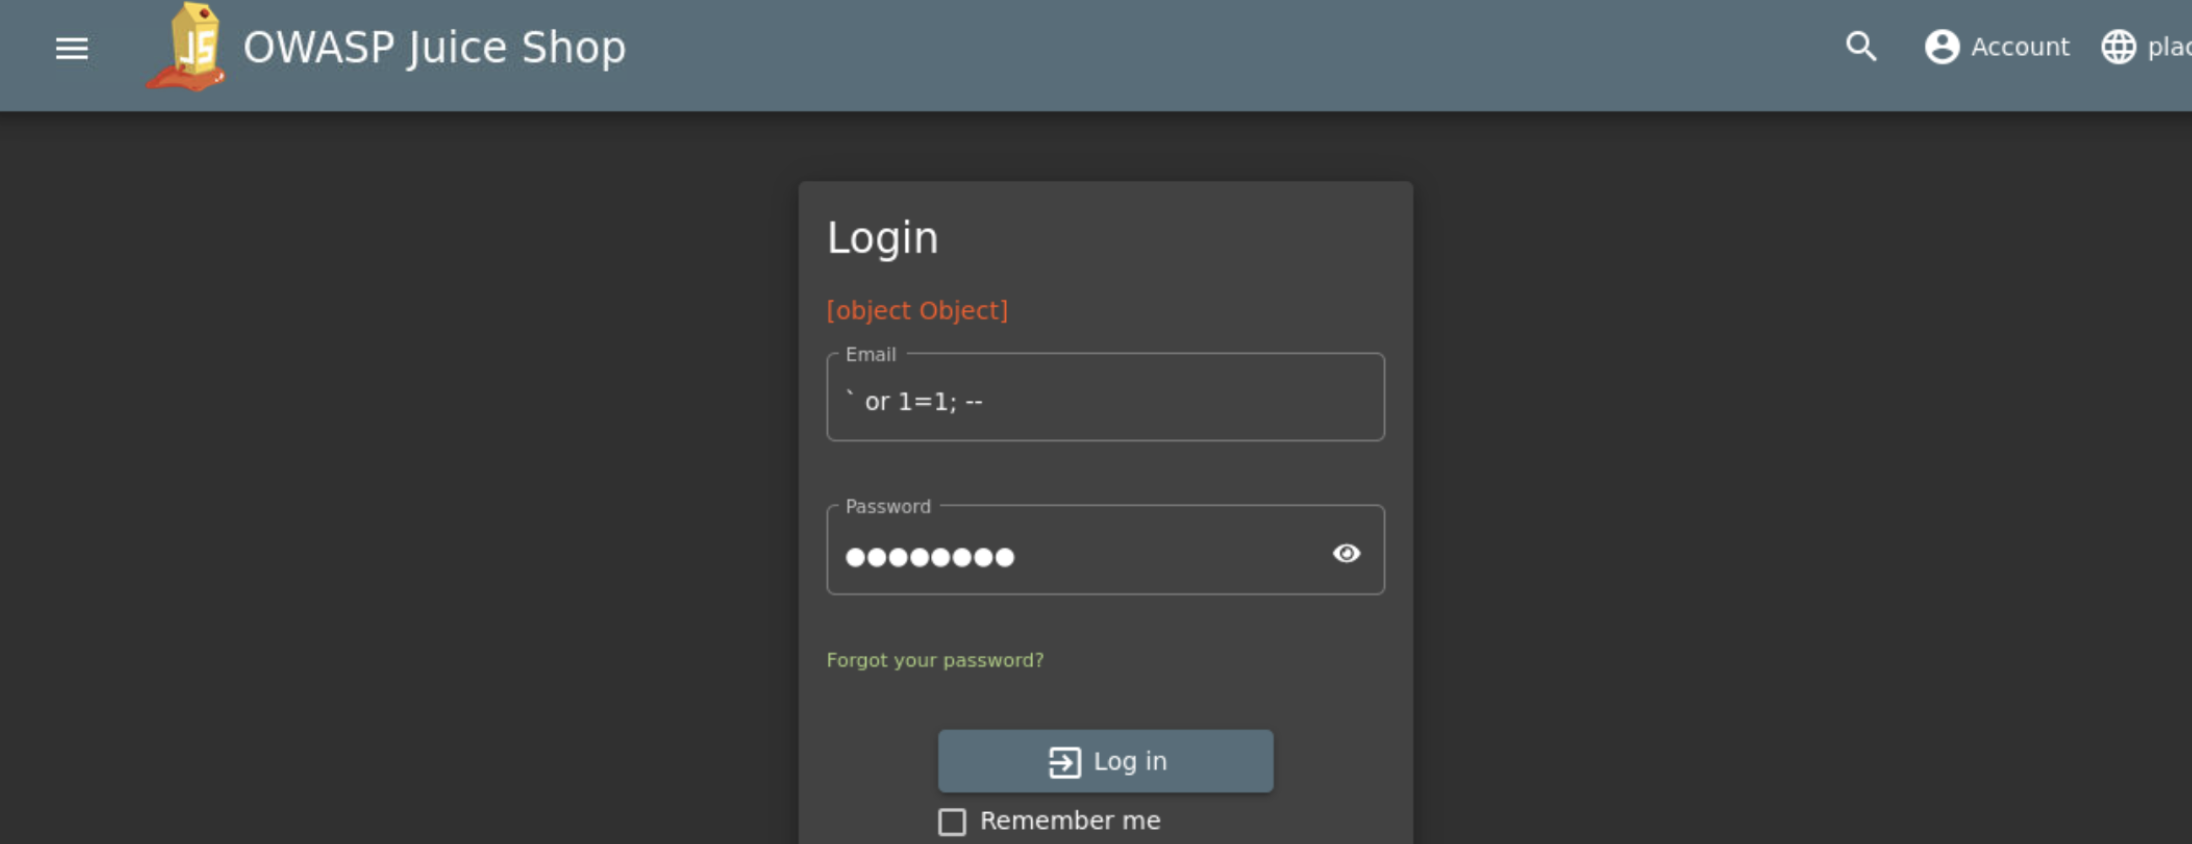 OWASP Juice Shop
Account
plac
Login
[object Object]
Email
` or 1=1; --
Password
Forgot your password?
Log in
Remember me